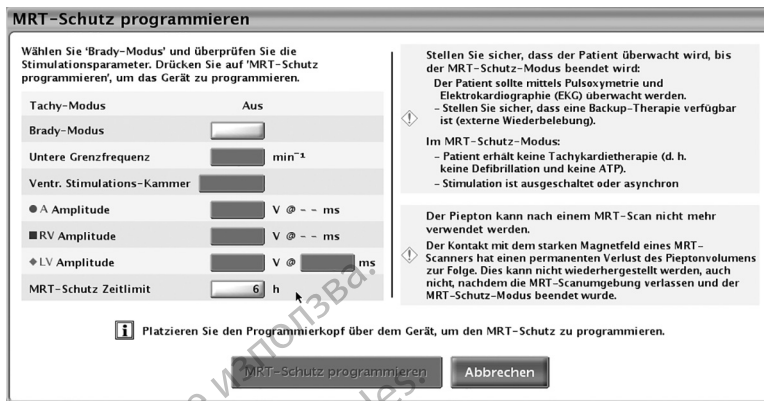 MRT-Schutz programmieren
Wählen Sie 'Brady-Modus' und überprüfen Sie die
Stimulationsparameter. Drücken Sie auf 'MRT-Schutz
programmieren', um das Gerät zu programmieren.
Tachy-Modus Aus
Brady-Modus
Untere Grenzfrequenz min⁻¹
Ventr. Stimulations-Kammer
A Amplitude V @ - - ms
RV Amplitude V @ - - ms
LV Amplitude V @ ms
MRT-Schutz Zeitlimit 6 h
Stellen Sie sicher, dass der Patient überwacht wird, bis
der MRT-Schutz-Modus beendet wird:
Der Patient sollte mittels Pulsoxymetrie und
Elektrokardiographie (EKG) überwacht werden.
- Stellen Sie sicher, dass eine Backup-Therapie verfügbar
ist (externe Wiederbelebung).
Im MRT-Schutz-Modus:
- Patient erhält keine Tachykardietherapie (d. h.
keine Defibrillation und keine ATP).
- Stimulation ist ausgeschaltet oder asynchron
Der Piepton kann nach einem MRT-Scan nicht mehr
verwendet werden.
Der Kontakt mit dem starken Magnetfeld eines MRT-
Scanners hat einen permanenten Verlust des Pieptonvolumens
zur Folge. Dies kann nicht wiederhergestellt werden, auch
nicht, nachdem die MRT-Scanumgebung verlassen und der
MRT-Schutz-Modus beendet wurde.
Platzieren Sie den Programmierkopf über dem Gerät, um den MRT-Schutz zu programmieren.
MRT-Schutz programmieren
Abbrechen